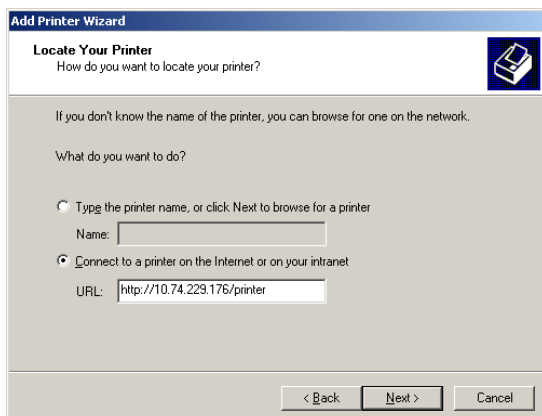 Add Printer Wizard
Locate Your Printer
How do you want to locate your printer?
If you don't know the name of the printer, you can browse for one on the network.
What do you want to do?
Type the printer name, or click Next to browse for a printer
Name:
Connect to a printer on the Internet or on your intranet
URL: http://10.74.229.176/printer
< Back Next > Cancel